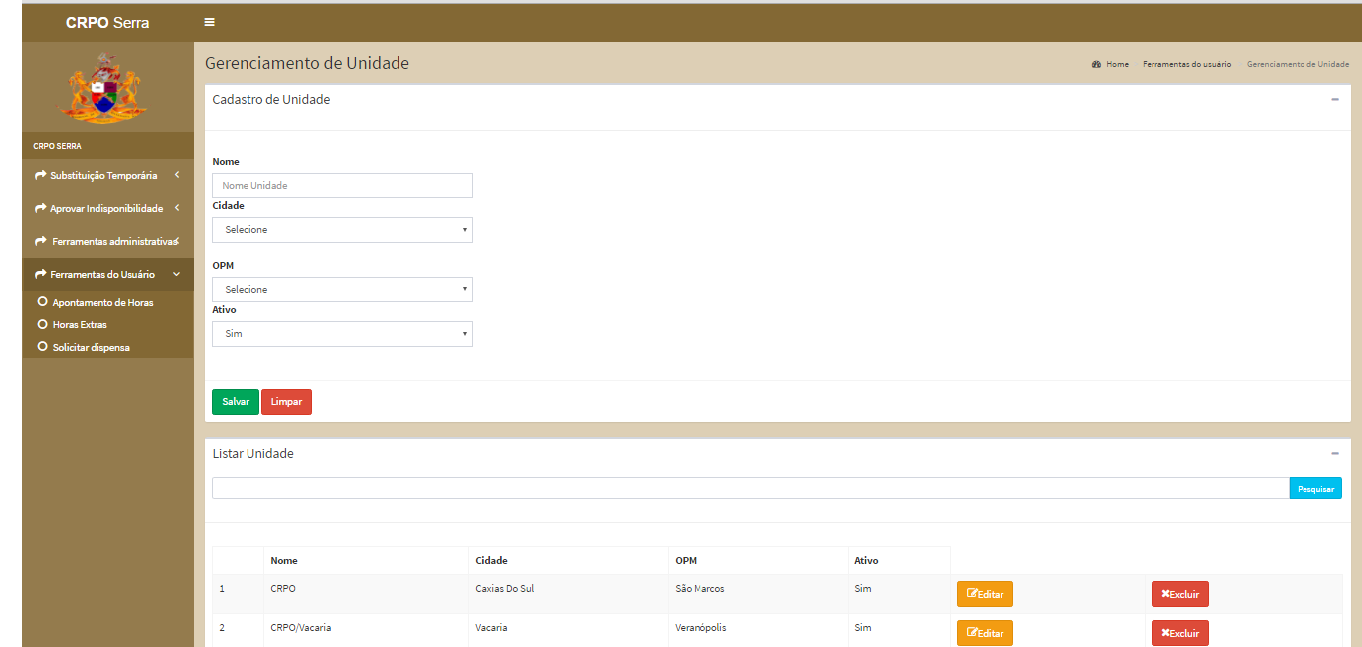 CRPO Serra
Gerenciamento de Unidade
Home Ferramentas do usuário Gerenciamento de Unidade
CRPO SERRA
Substituição Temporária
Aprovar Indisponibilidade
Ferramentas administrativas
Ferramentas do Usuário
Apontamento de Horas
Horas Extras
Solicitar dispensa
Cadastro de Unidade
Nome
Nome Unidade
Cidade
Selecione
OPM
Selecione
Ativo
Sim
Salvar Limpar
Listar Unidade
Pesquisar
Nome Cidade OPM Ativo
1 CRPO Caxias Do Sul São Marcos Sim Editar Excluir
2 CRPO/Vacaria Vacaria Veranópolis Sim Editar Excluir